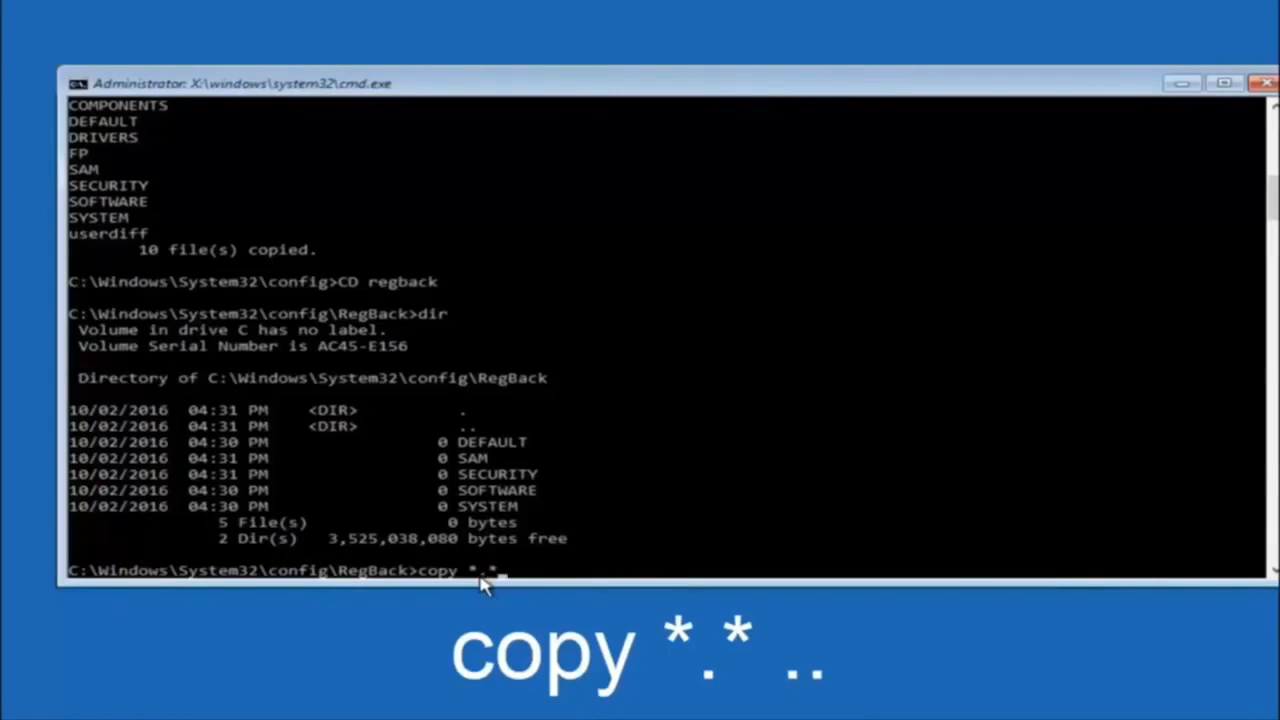 Administrator: X:\windows\system32\cmd.exe
COMPONENTS
DEFAULT
DRIVERS
FP
SAM
SECURITY
SOFTWARE
SYSTEM
userdiff
10 file(s) copied.
C:\Windows\System32\config>CD regback
C:\Windows\System32\config\RegBack>dir
Volume in drive C has no label.
Volume Serial Number is AC45-E156
Directory of C:\Windows\System32\config\RegBack
10/02/2016 04:31 PM <DIR> .
10/02/2016 04:31 PM <DIR> ..
10/02/2016 04:30 PM 0 DEFAULT
10/02/2016 04:31 PM 0 SAM
10/02/2016 04:31 PM 0 SECURITY
10/02/2016 04:30 PM 0 SOFTWARE
10/02/2016 04:30 PM 0 SYSTEM
5 File(s) 0 bytes
2 Dir(s) 3,525,038,080 bytes free
C:\Windows\System32\config\RegBack>copy *.*_
copy *.* ..